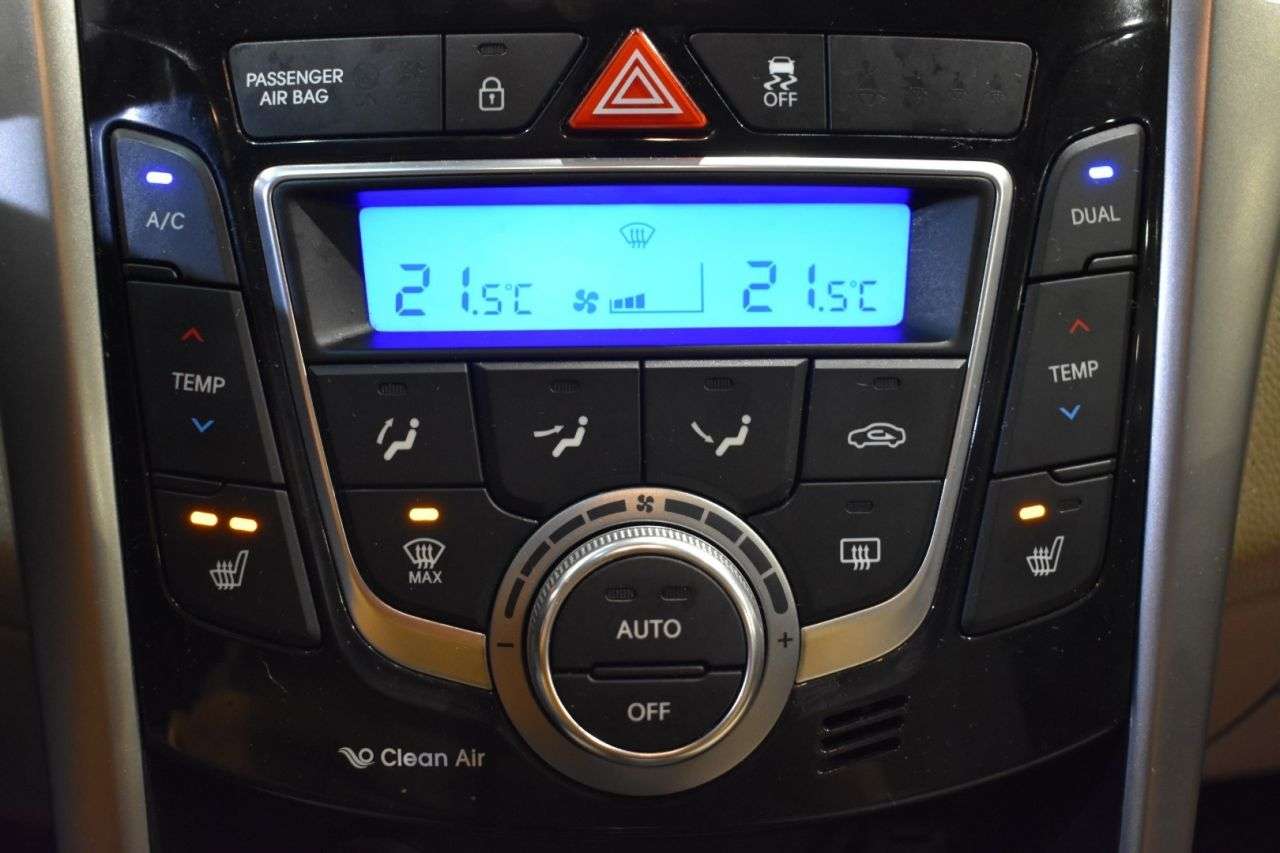 PASSENGER
AIR BAG
OFF
A/C
DUAL
21.5°C
21.5°C
TEMP
TEMP
MAX
AUTO
- +
OFF
Clean Air